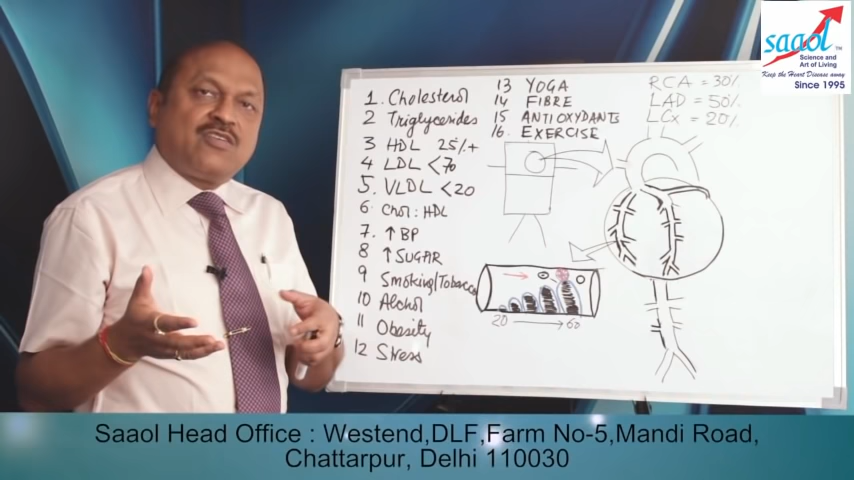 saaol
TM
Science and
Art of Living
Keep the Heart Disease away
Since 1995
1. Cholesterol
2 Triglycerides
3 HDL 25%+
4 LDL <70
5. VLDL <20
6. Chol: HDL
7. ↑ BP
8 ↑ SUGAR
9 Smoking/Tobacco
10 Alchol
11 Obesity
12 Stress
13 YOGA
14 FIBRE
15 ANTIOXYDANTS
16. EXERCISE
RCA = 30%
LAD = 50%
LCx = 20%
20 → 60
Saaol Head Office : Westend,DLF,Farm No-5,Mandi Road,
Chattarpur, Delhi 110030